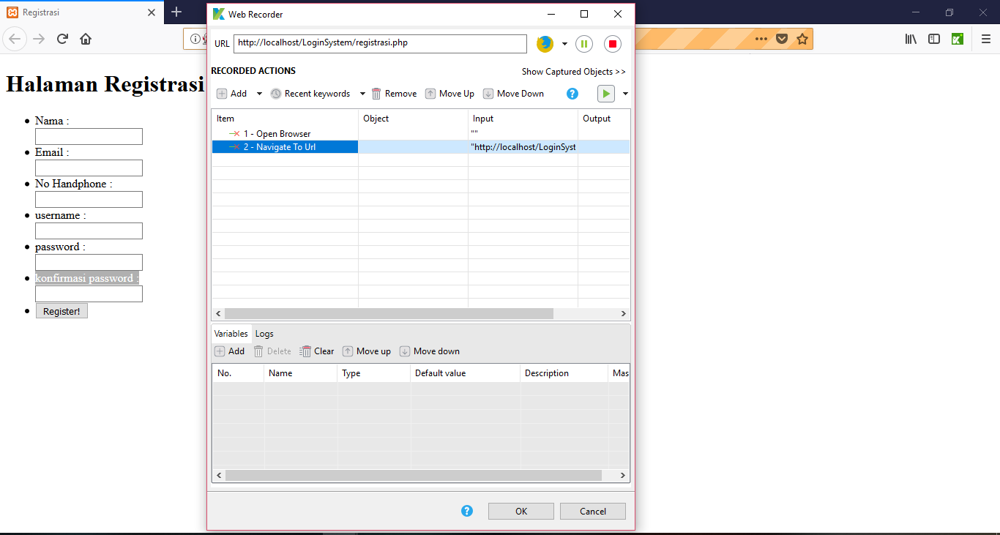 Registrasi
Web Recorder
URL http://localhost/LoginSystem/registrasi.php
RECORDED ACTIONS
Show Captured Objects >>
Add Recent keywords Remove Move Up Move Down
Item Object Input Output
1 - Open Browser ""
2 - Navigate To Url "http://localhost/LoginSyst
Variables Logs
Add Delete Clear Move up Move down
No. Name Type Default value Description Mas
OK Cancel
Halaman Registrasi
Nama :
Email :
No Handphone :
username :
password :
konfirmasi password :
Register!